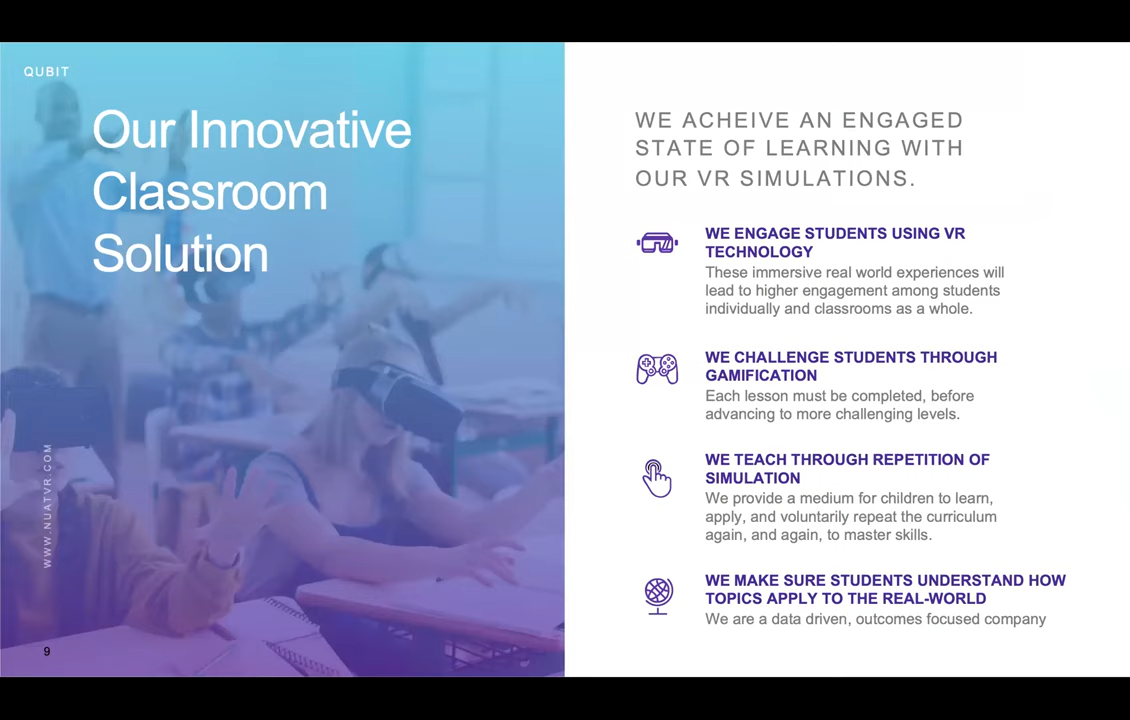 QUBIT
Our Innovative
Classroom
Solution
WWW.NUATVR.COM
9
WE ACHEIVE AN ENGAGED
STATE OF LEARNING WITH
OUR VR SIMULATIONS.
WE ENGAGE STUDENTS USING VR
TECHNOLOGY
These immersive real world experiences will
lead to higher engagement among students
individually and classrooms as a whole.
WE CHALLENGE STUDENTS THROUGH
GAMIFICATION
Each lesson must be completed, before
advancing to more challenging levels.
WE TEACH THROUGH REPETITION OF
SIMULATION
We provide a medium for children to learn,
apply, and voluntarily repeat the curriculum
again, and again, to master skills.
WE MAKE SURE STUDENTS UNDERSTAND HOW
TOPICS APPLY TO THE REAL-WORLD
We are a data driven, outcomes focused company